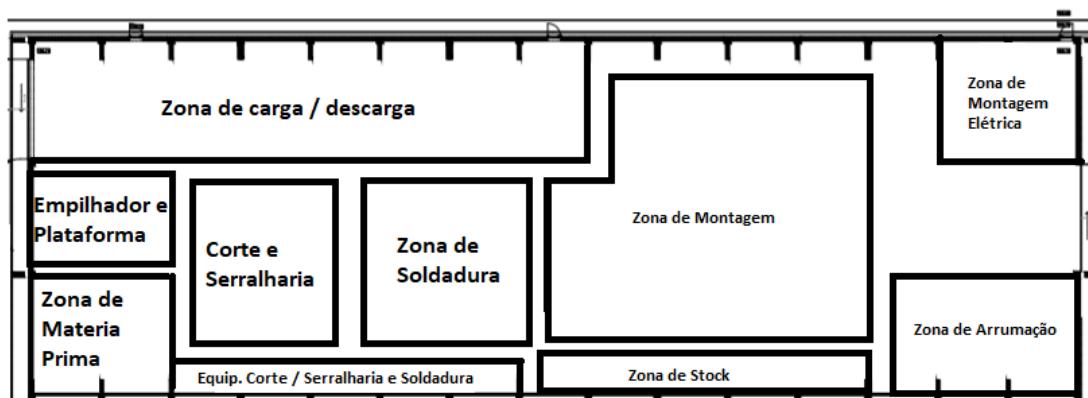 Zona de carga / descarga
Zona de
Montagem
Elétrica
Empilhador e
Plataforma
Corte e
Serralharia
Zona de
Soldadura
Zona de Montagem
Zona de
Materia
Prima
Zona de Arrumação
Equip. Corte / Serralharia e Soldadura
Zona de Stock